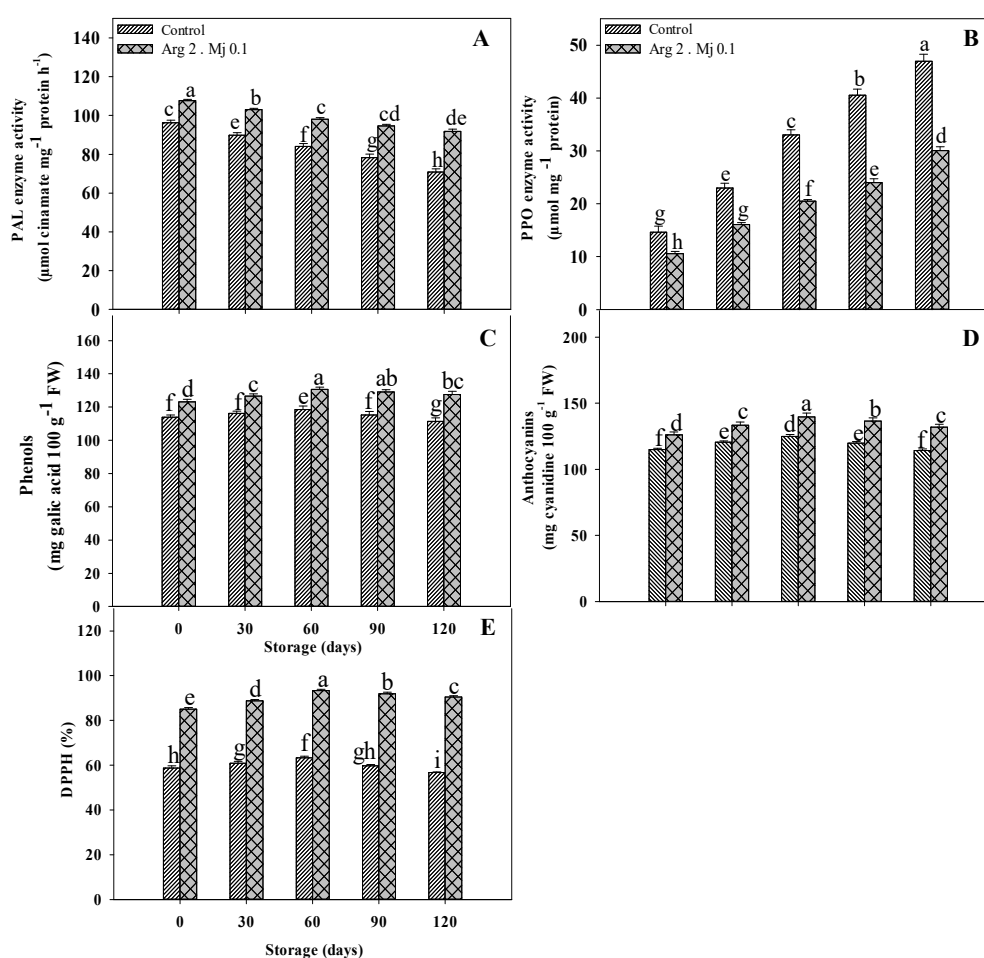 Control
Arg 2 . Mj 0.1
A
PAL enzyme activity
(µmol cinamate mg⁻¹ protein h⁻¹)
140
120
100
80
60
40
20
0
c a e b f c g cd h de
Control
Arg 2 . Mj 0.1
B
PPO enzyme activity
(µmol mg ⁻¹ protein)
50
40
30
20
10
0
g h e g c f b e a d
C
Phenols
(mg galic acid 100 g⁻¹ FW)
160
140
120
100
80
60
40
20
0
f d f c e a f ab g bc
0 30 60 90 120
Storage (days)
D
Anthocyanins
(mg cyanidine 100 g⁻¹ FW)
200
150
100
50
0
f d e c d a e b f c
E
DPPH (%)
120
100
80
60
40
20
0
h e g d f a gh b i c
0 30 60 90 120
Storage (days)